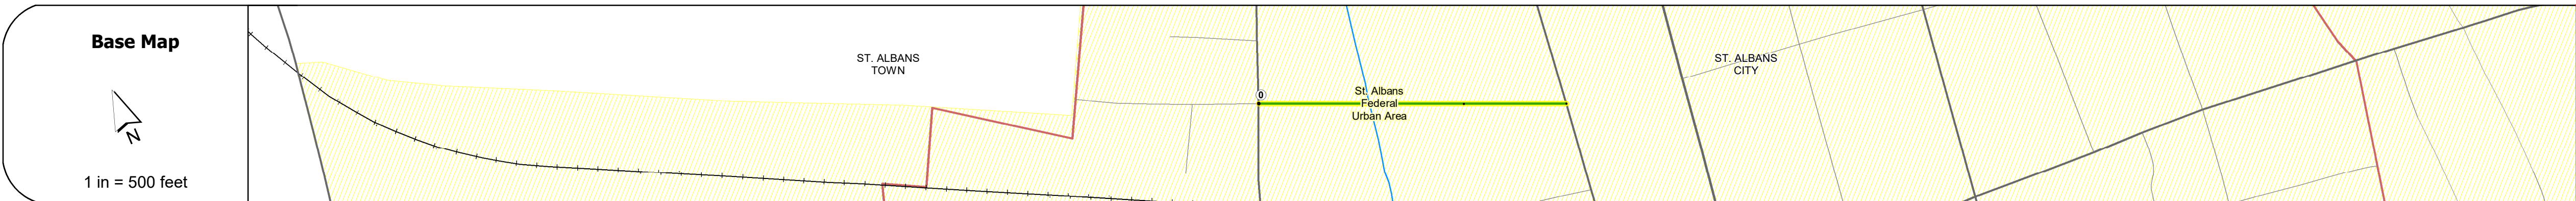 Base Map
N
1 in = 500 feet
ST. ALBANS
TOWN
0
St. Albans
Federal
Urban Area
ST. ALBANS
CITY